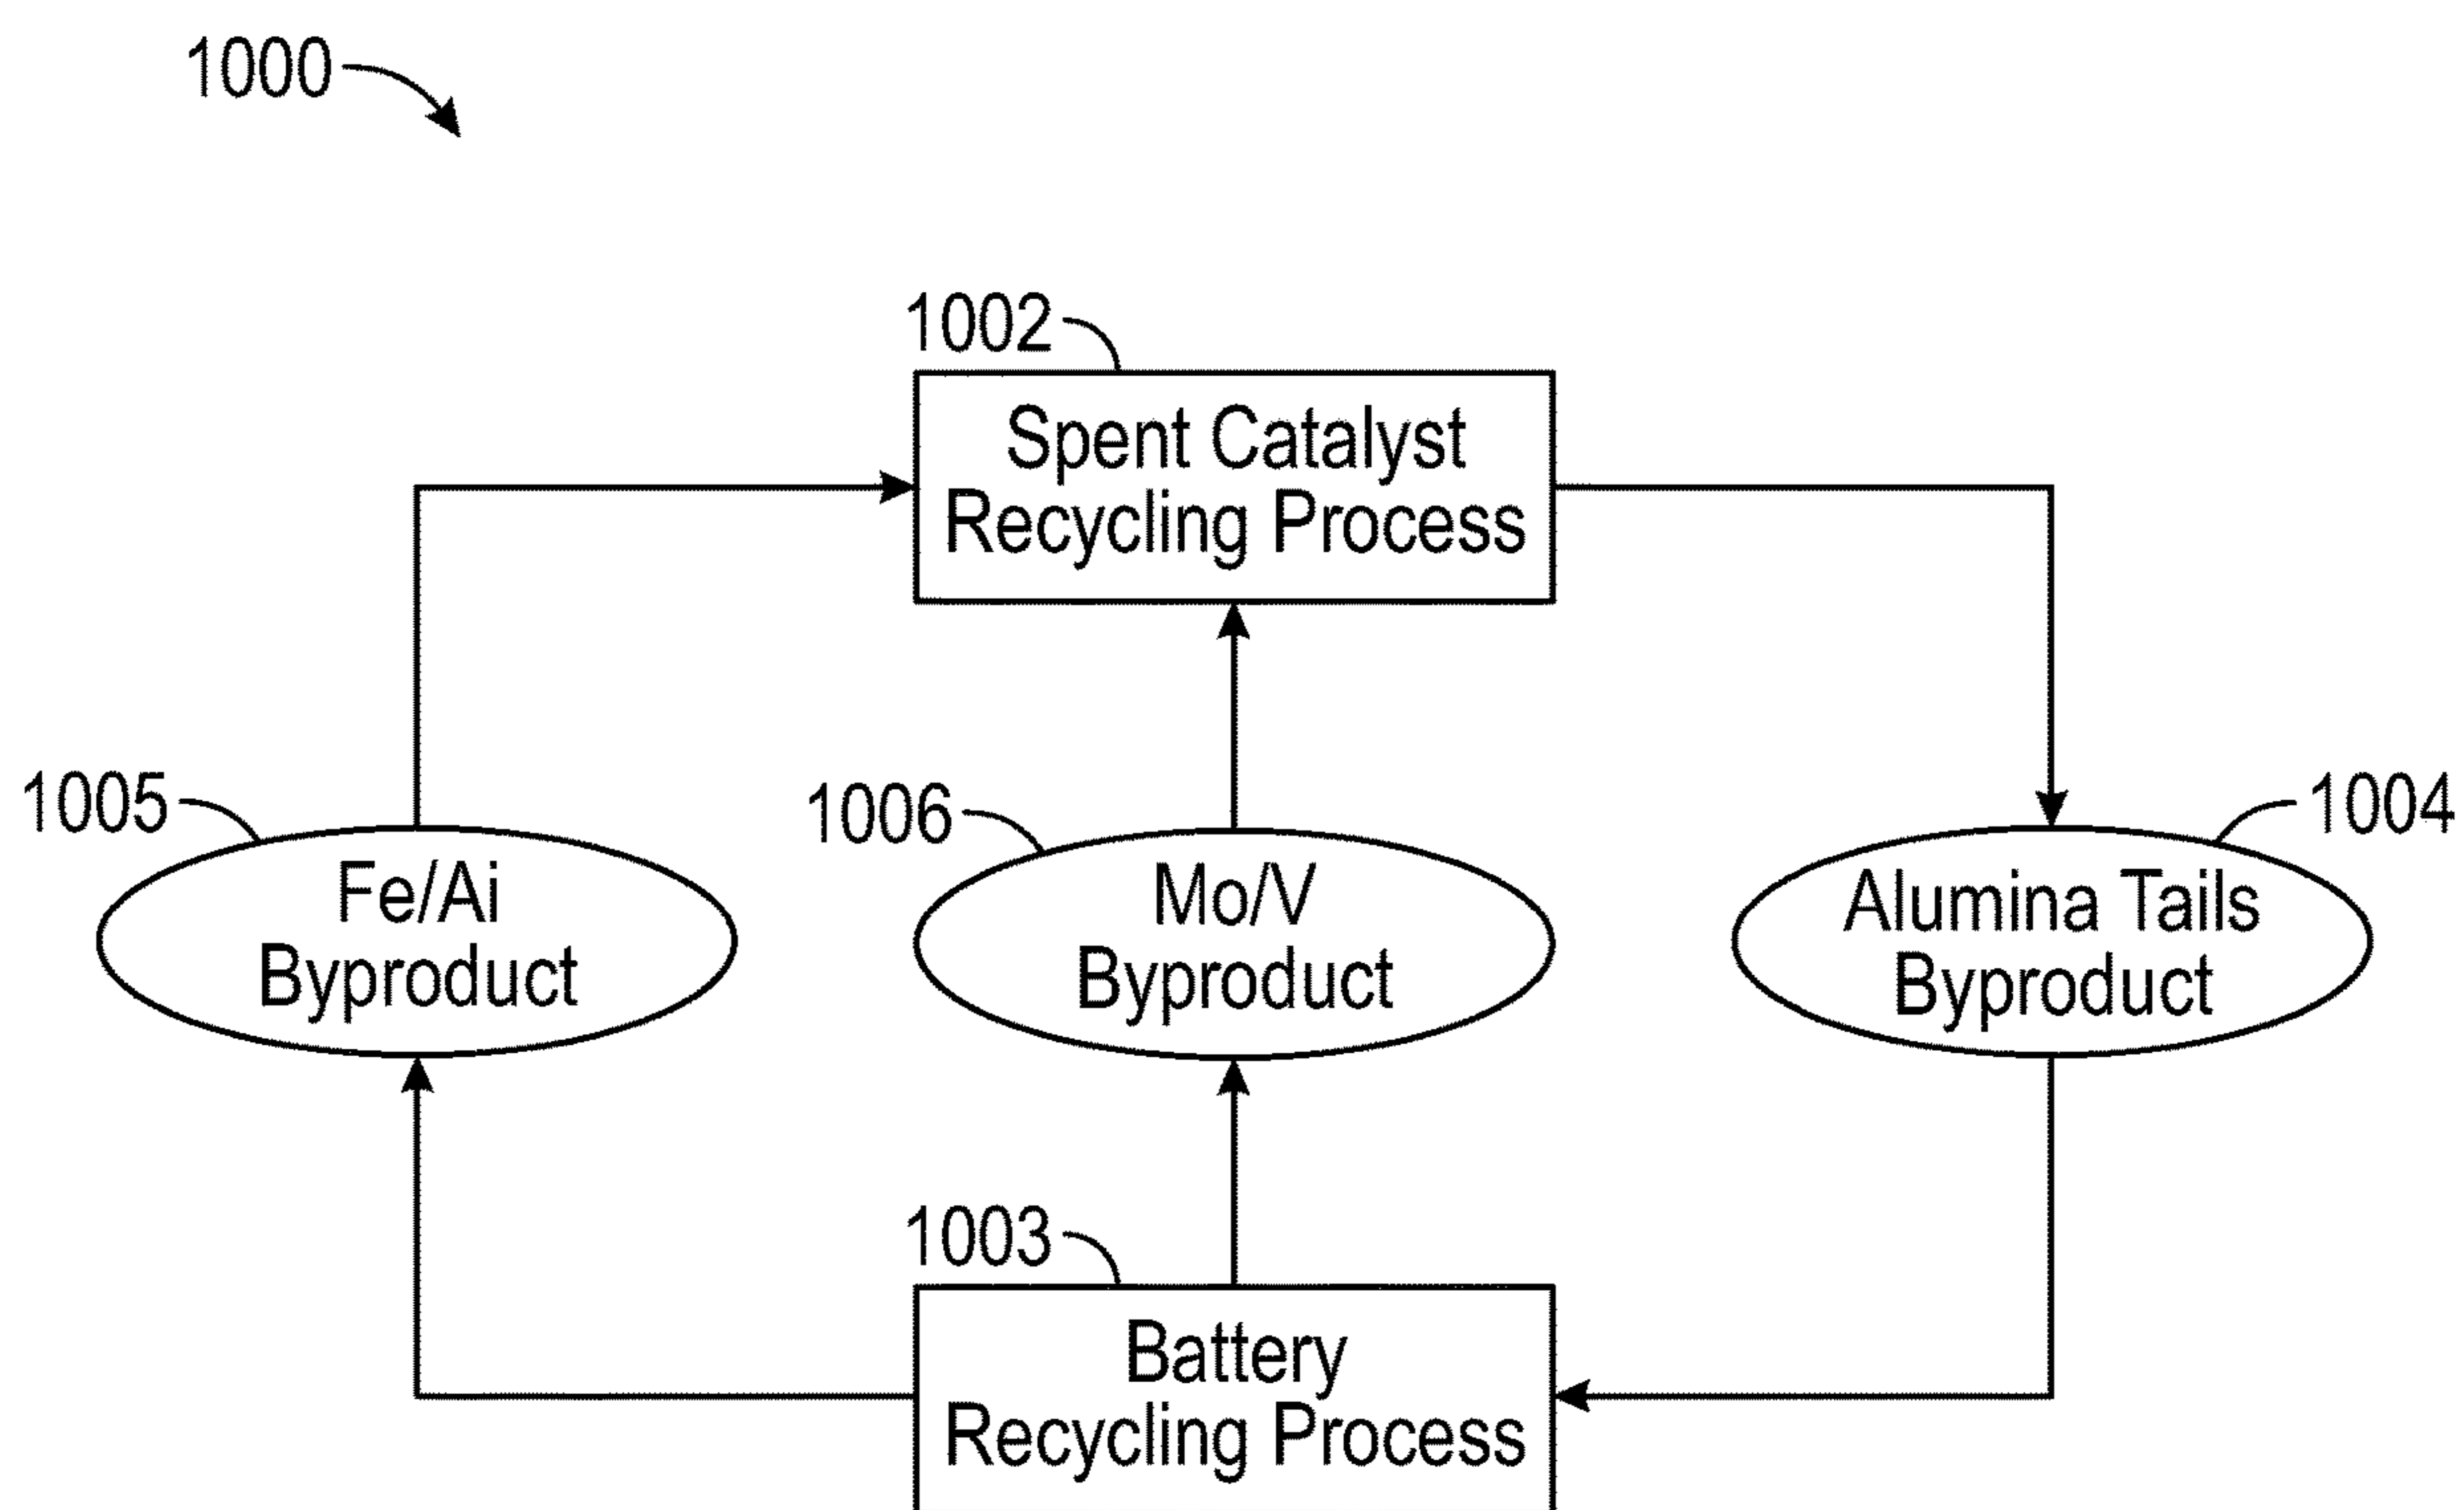 1000
1002
Spent Catalyst
Recycling Process
1005
Fe/Ai
Byproduct
1006
Mo/V
Byproduct
1004
Alumina Tails
Byproduct
1003
Battery
Recycling Process